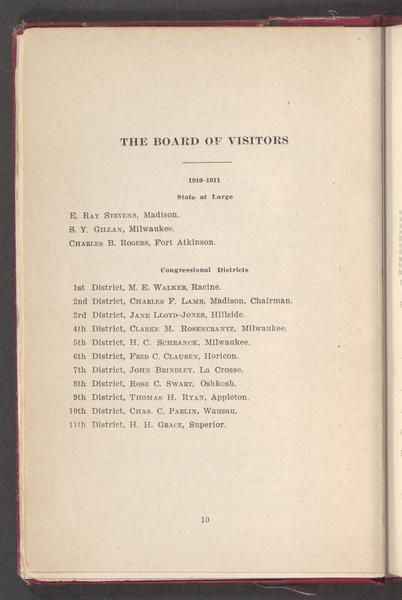 THE BOARD OF VISITORS
1910-1911
State at Large
E. RAY STEVENS, Madison.
S. Y. GILLAN, Milwaukee.
CHARLES B. ROGERS, Fort Atkinson.
Congressional Districts
1st District, M. E. WALKER, Racine.
2nd District, CHARLES F. LAMB, Madison, Chairman.
3rd District, JANE LLOYD-JONES, Hillside.
4th District, CLARKE M. ROSENCRANTZ, Milwaukee.
5th District, H. C. SCHRANCK, Milwaukee.
6th District, FRED C. CLAUSEN, Horicon.
7th District, JOHN BRINDLEY, La Crosse.
8th District, ROSE C. SWART, Oshkosh.
9th District, THOMAS H. RYAN, Appleton.
10th District, CHAS. C. PARLIN, Wausau.
11th District, H. H. GRACE, Superior.
10